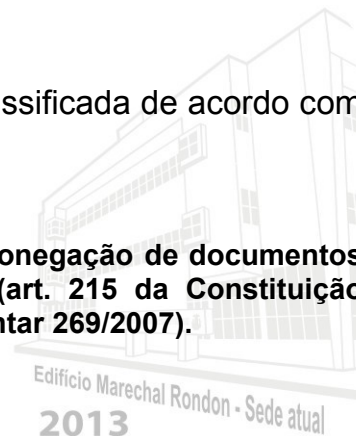 ssificada de acordo com
onegação de documentos
(art. 215 da Constituição
ntar 269/2007).
Edifício Marechal Rondon - Sede atual
2013